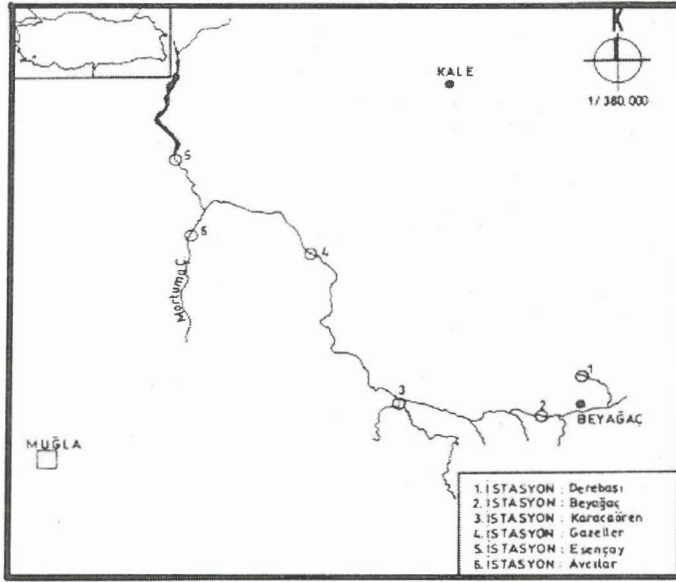 K
KALE
1/380.000
5
6
4
Mortuma Ç.
1
3
2
BEYAĞAÇ
MUĞLA
1. İSTASYON : Derebaşı
2. İSTASYON : Beyağaç
3. İSTASYON : Karacaören
4. İSTASYON : Gazeller
5. İSTASYON : Esençay
6. İSTASYON : Avcılar